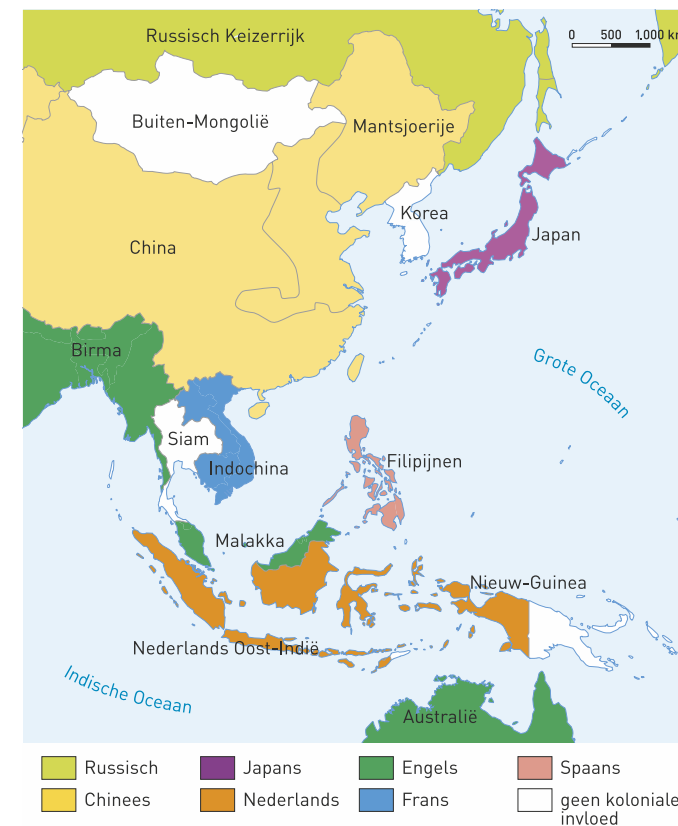 Russisch Keizerrijk
0 500 1,000 km
Buiten-Mongolië
Mantsjoerije
Korea
Japan
China
Birma
Grote Oceaan
Siam
Filipijnen
Indochina
Malakka
Nieuw-Guinea
Nederlands Oost-Indië
Indische Oceaan
Australië
Russisch
Japans
Engels
Spaans
Chinees
Nederlands
Frans
geen koloniale
invloed